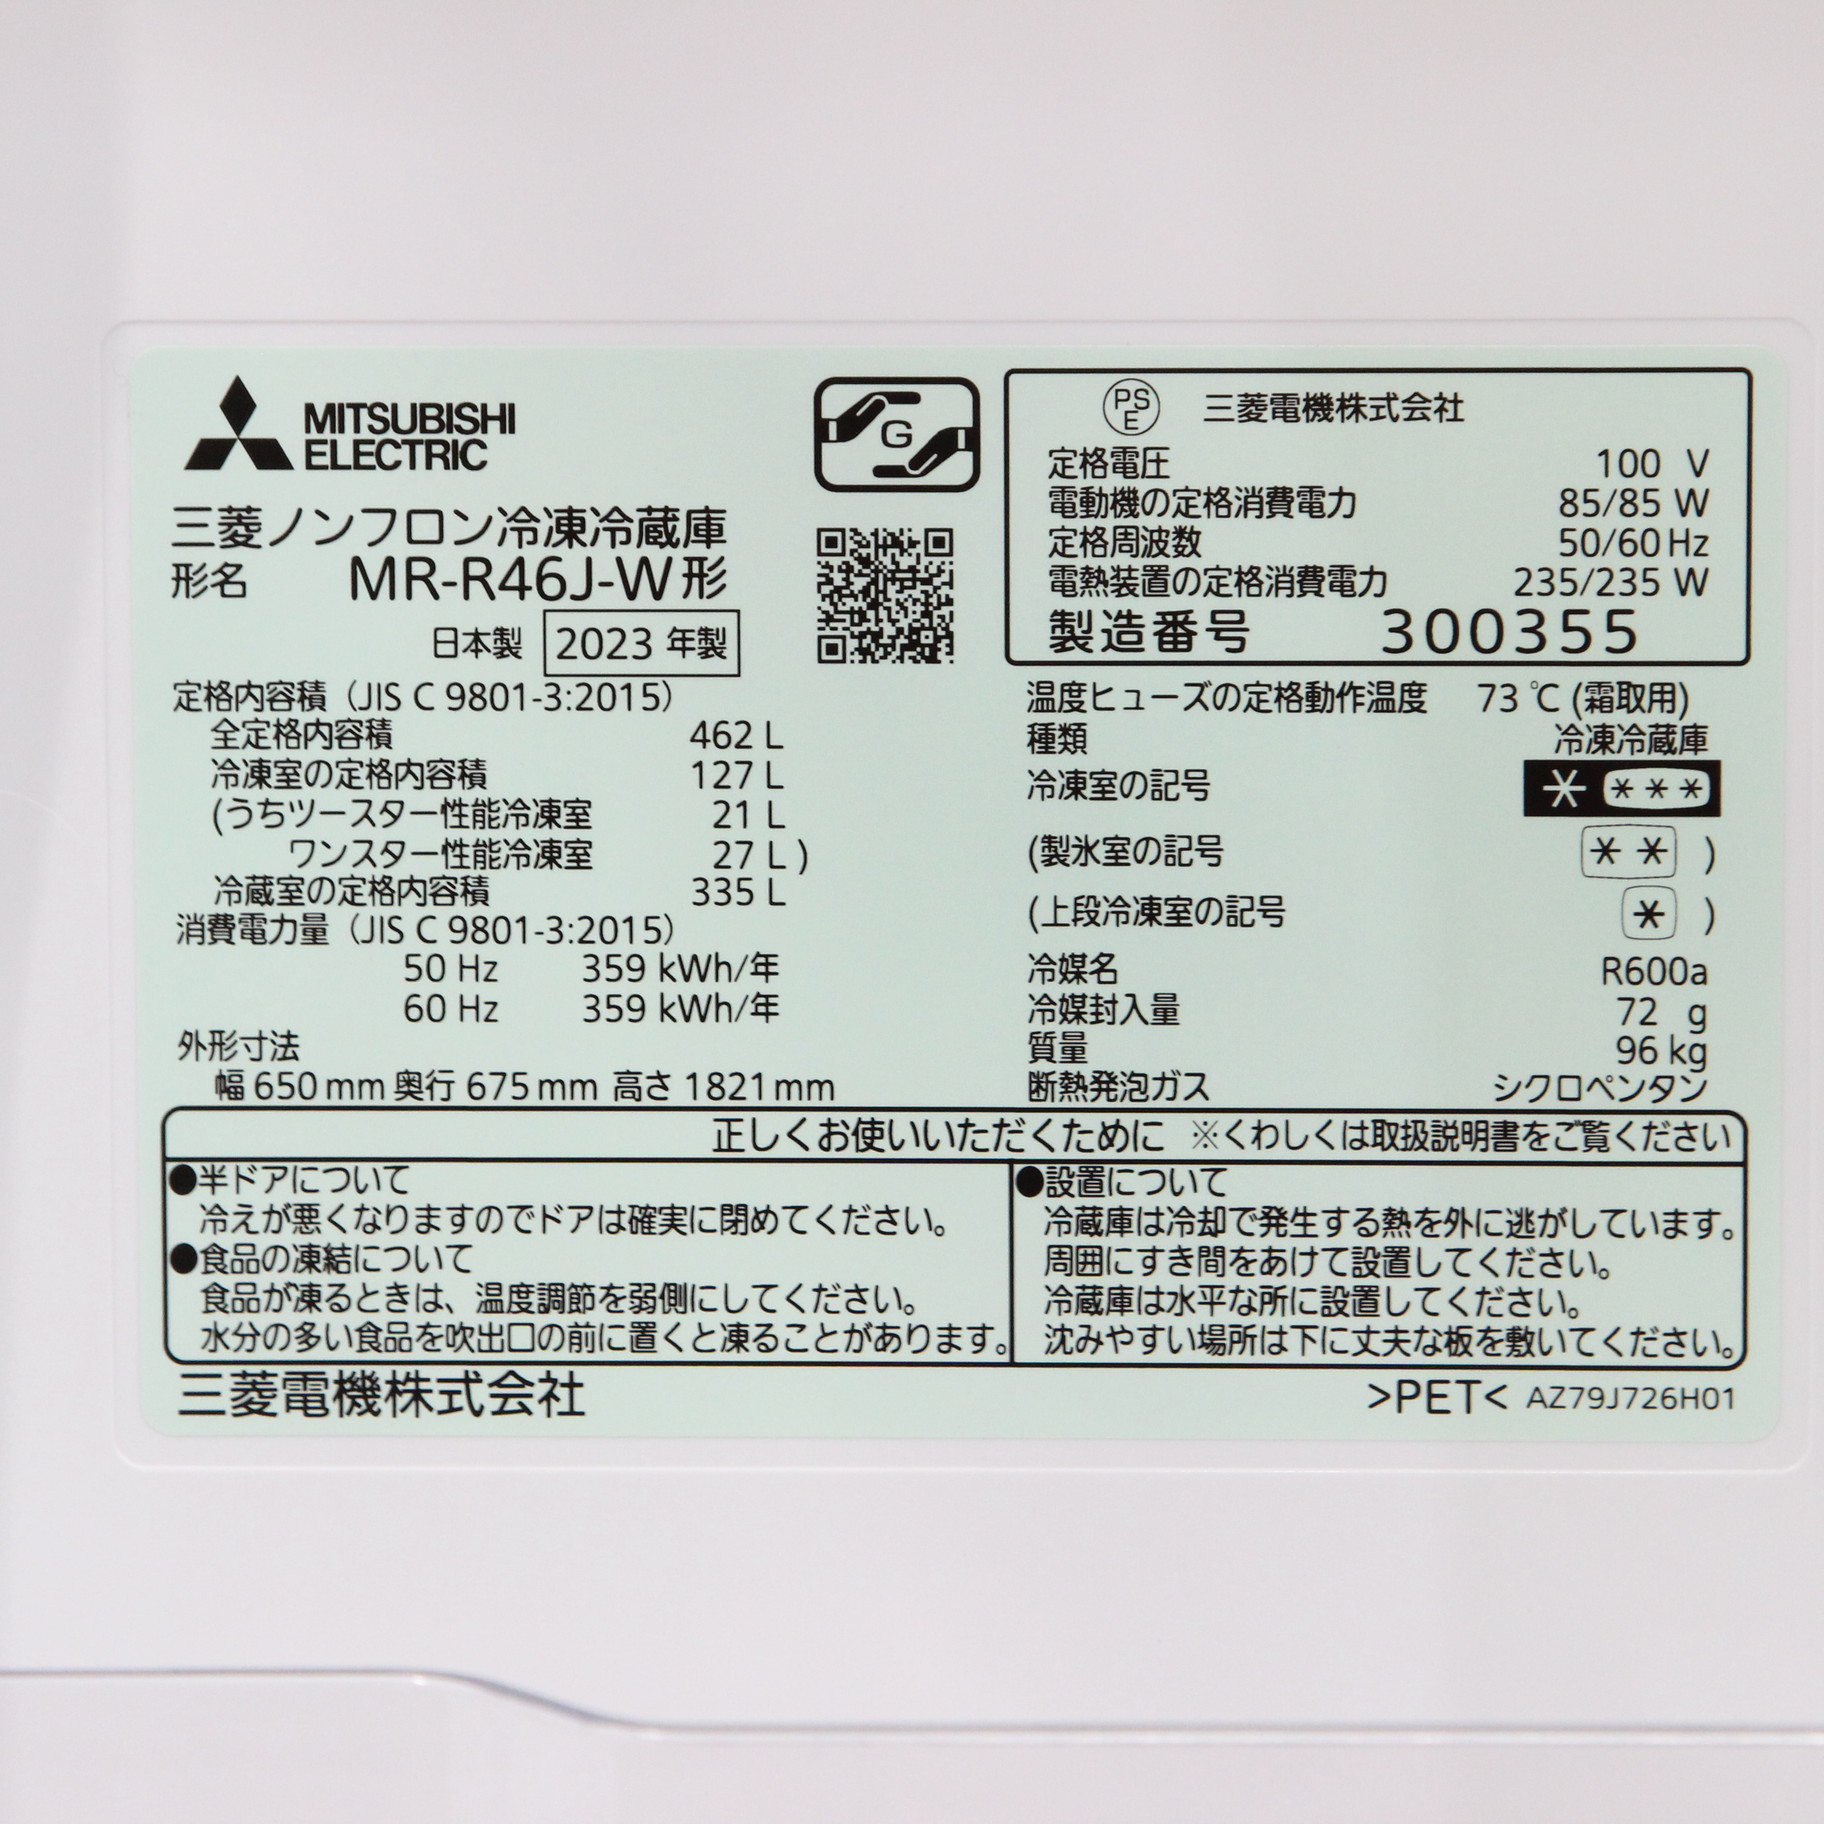 MITSUBISHI
ELECTRIC
G
三菱ノンフロン冷凍冷蔵庫
形名 MR-R46J-W形
日本製 2023 年製
PSE 三菱電機株式会社
定格電圧 100 V
電動機の定格消費電力 85/85 W
定格周波数 50/60 Hz
電熱装置の定格消費電力 235/235 W
製造番号 300355
定格内容積（JIS C 9801-3:2015）
全定格内容積 462 L
冷凍室の定格内容積 127 L
(うちツースター性能冷凍室 21 L
ワンスター性能冷凍室 27 L )
冷蔵室の定格内容積 335 L
消費電力量（JIS C 9801-3:2015）
50 Hz 359 kWh/年
60 Hz 359 kWh/年
外形寸法
幅 650 mm 奥行 675 mm 高さ 1821 mm
温度ヒューズの定格動作温度 73 ℃ (霜取用)
種類 冷凍冷蔵庫
冷凍室の記号 * ***
(製氷室の記号 ** )
(上段冷凍室の記号 * )
冷媒名 R600a
冷媒封入量 72 g
質量 96 kg
断熱発泡ガス シクロペンタン
正しくお使いいただくために ※くわしくは取扱説明書をご覧ください
●半ドアについて
冷えが悪くなりますのでドアは確実に閉めてください。
●食品の凍結について
食品が凍るときは、温度調節を弱側にしてください。
水分の多い食品を吹出口の前に置くと凍ることがあります。
●設置について
冷蔵庫は冷却で発生する熱を外に逃がしています。
周囲にすき間をあけて設置してください。
冷蔵庫は水平な所に設置してください。
沈みやすい場所は下に丈夫な板を敷いてください。
三菱電機株式会社
>PET< AZ79J726H01